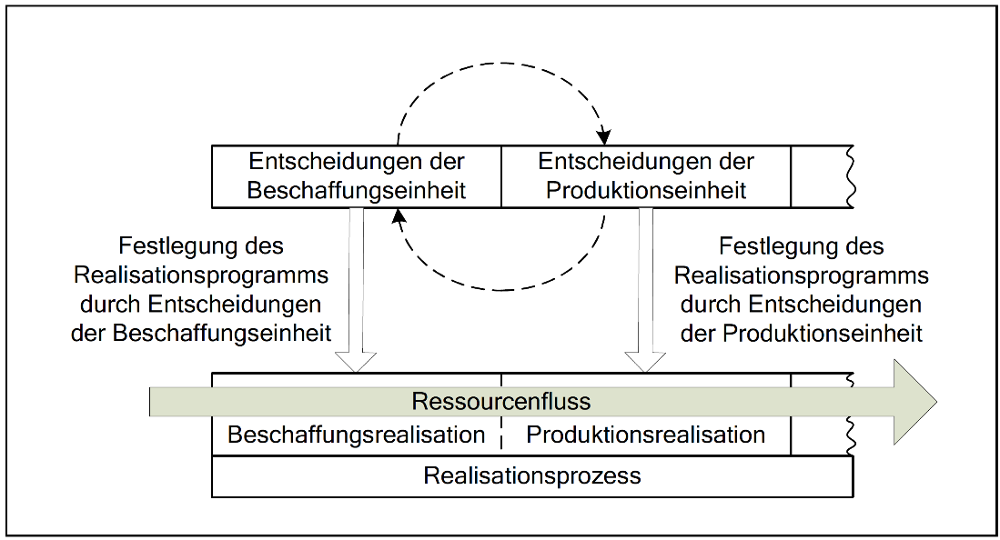 Entscheidungen der
Beschaffungseinheit
Entscheidungen der
Produktionseinheit
Festlegung des
Realisationsprogramms
durch Entscheidungen
der Beschaffungseinheit
Festlegung des
Realisationsprogramms
durch Entscheidungen
der Produktionseinheit
Ressourcenfluss
Beschaffungsrealisation
Produktionsrealisation
Realisationsprozess